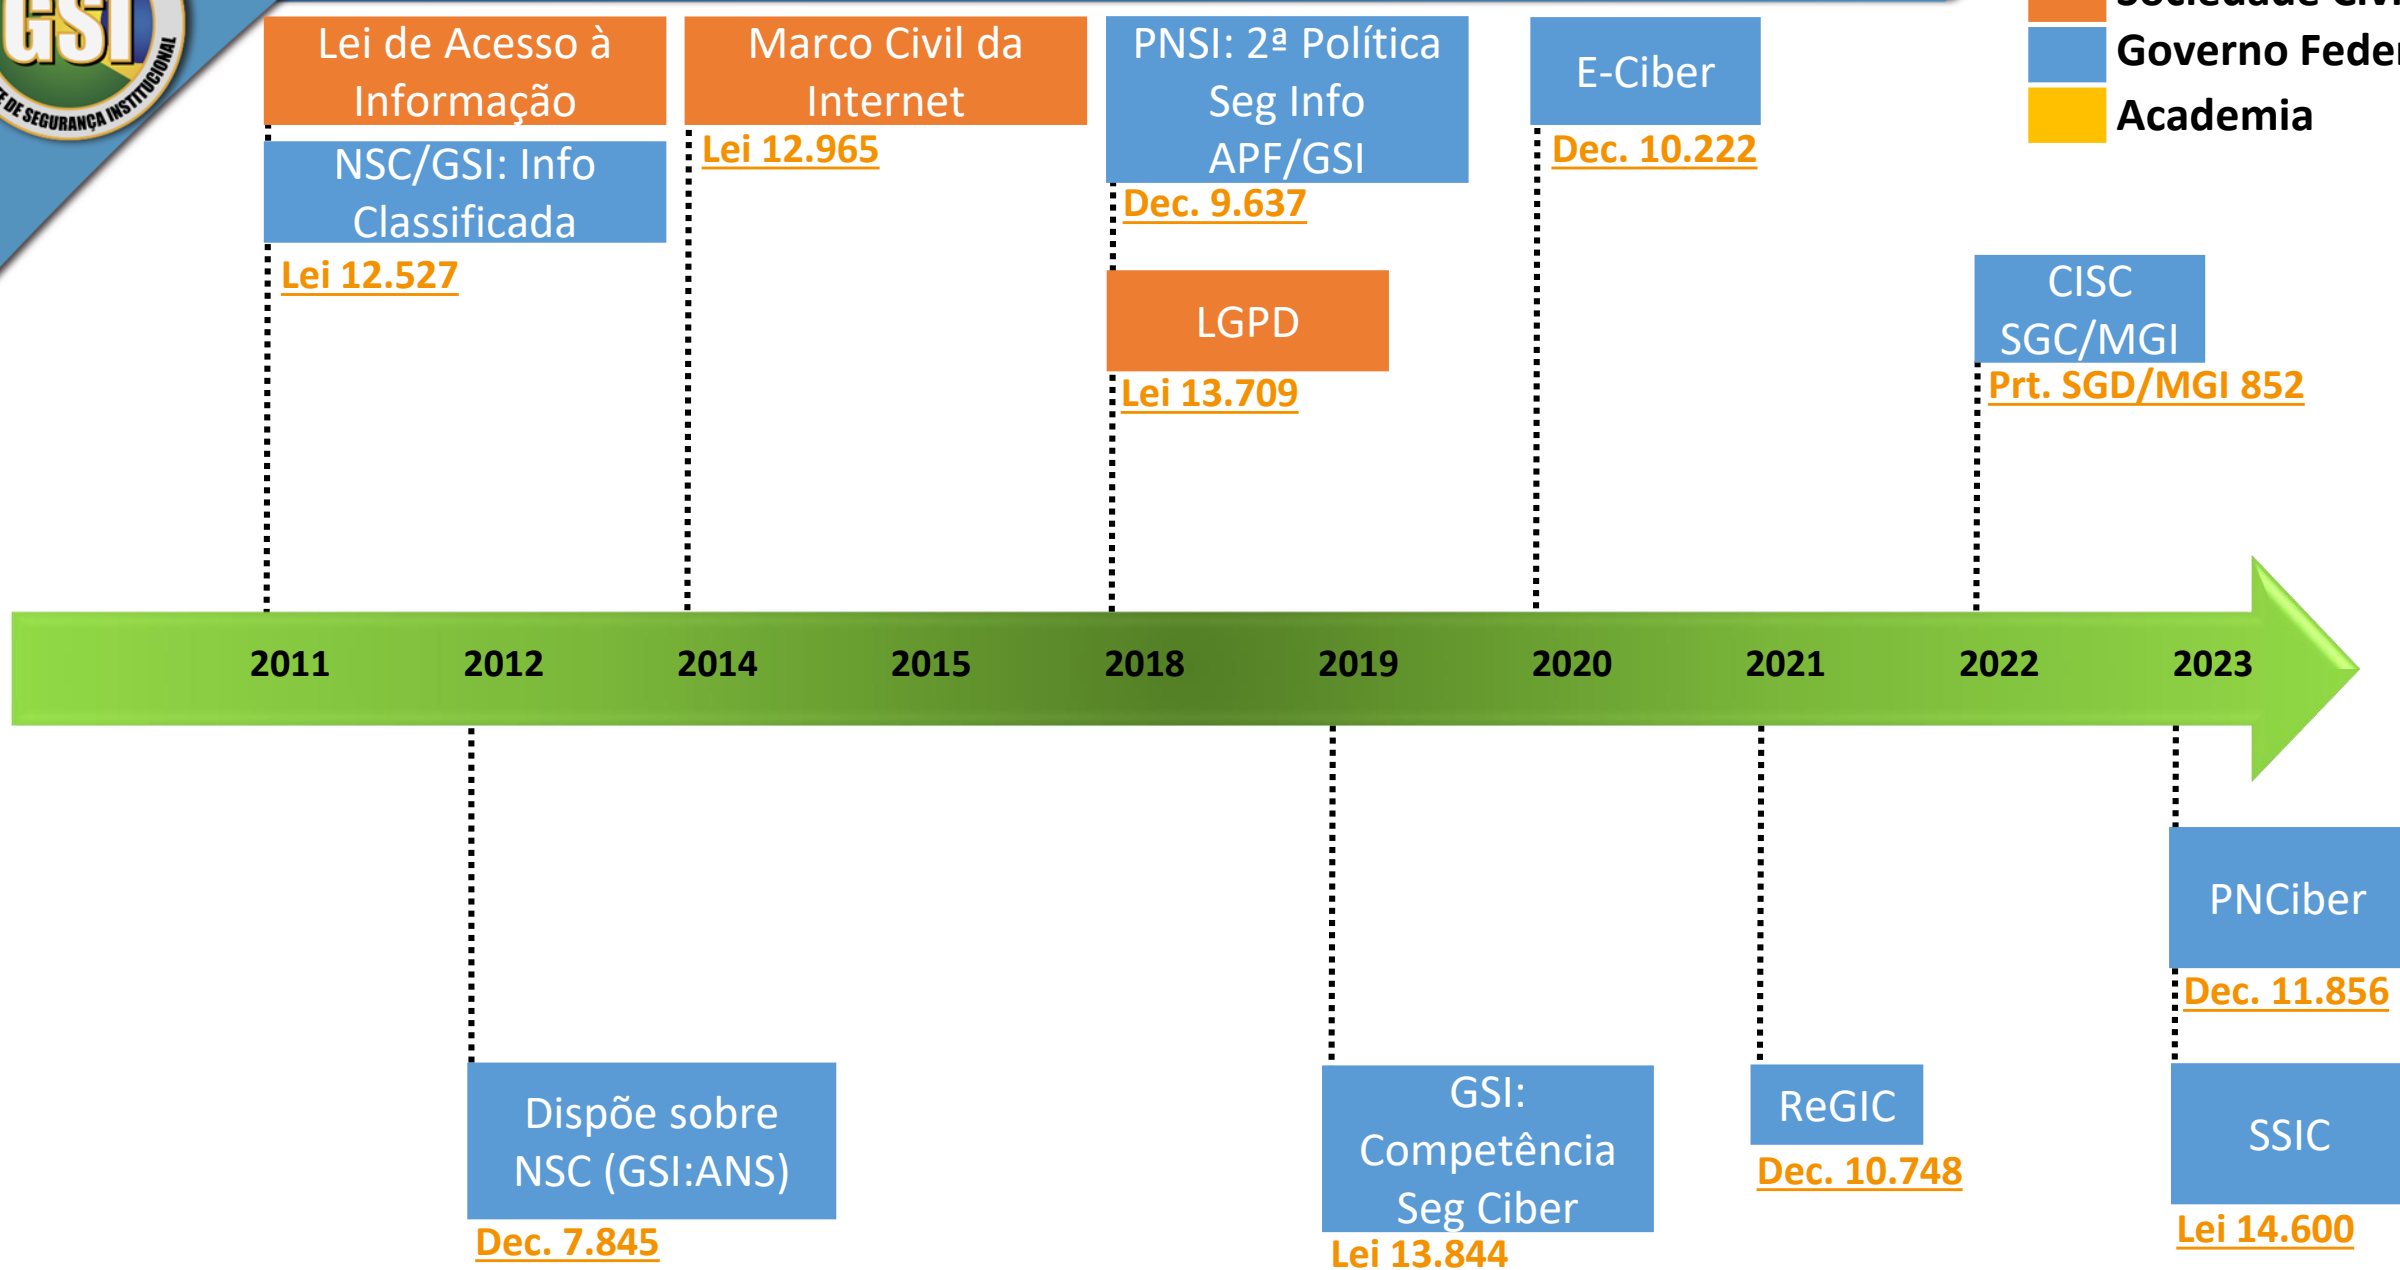 GSI
DE SEGURANÇA INSTITUCIONAL
Lei de Acesso à
Informação
NSC/GSI: Info
Classificada
Lei 12.527
Marco Civil da
Internet
Lei 12.965
PNSI: 2ª Política
Seg Info
APF/GSI
Dec. 9.637
LGPD
Lei 13.709
E-Ciber
Dec. 10.222
Governo Feder
Academia
CISC
SGC/MGI
Prt. SGD/MGI 852
2011
2012
2014
2015
2018
2019
2020
2021
2022
2023
Dispõe sobre
NSC (GSI:ANS)
Dec. 7.845
GSI:
Competência
Seg Ciber
Lei 13.844
ReGIC
Dec. 10.748
PNCiber
Dec. 11.856
SSIC
Lei 14.600